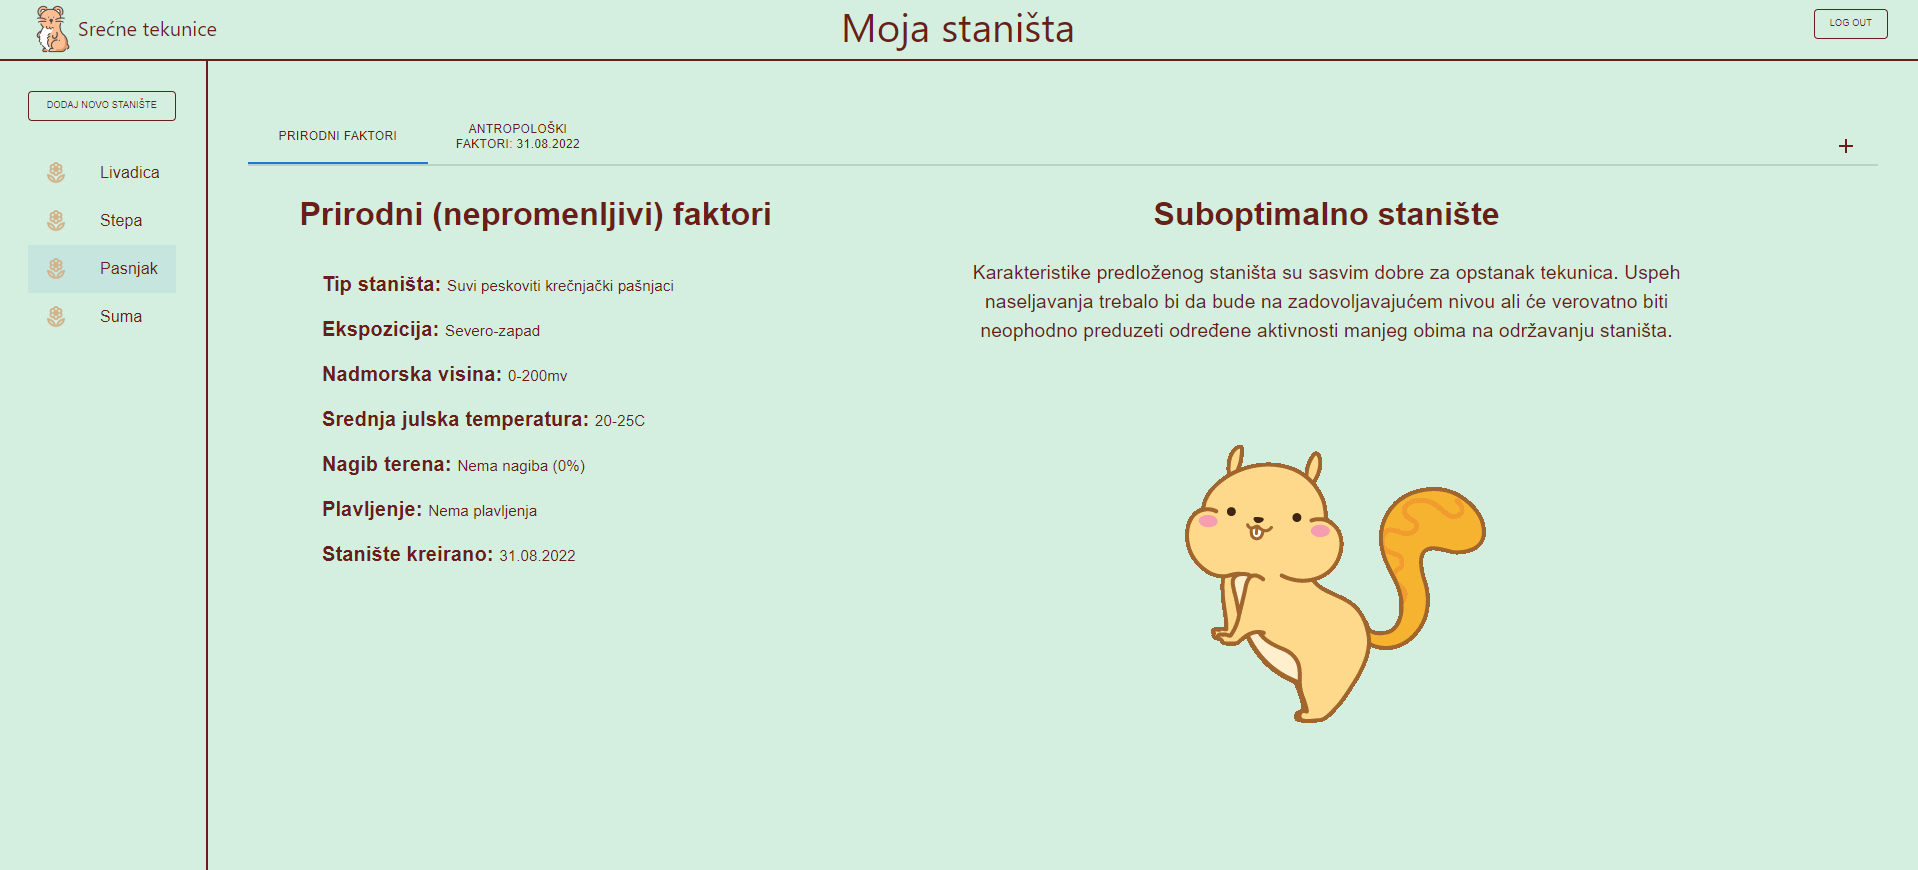 Srećne tekunice
Moja staništa
LOG OUT
DODAJ NOVO STANIŠTE
Livadica
Stepa
Pasnjak
Suma
PRIRODNI FAKTORI
ANTROPOLOŠKI
FAKTORI: 31.08.2022
+
Prirodni (nepromenljivi) faktori
Tip staništa: Suvi peskoviti krečnjački pašnjaci
Ekspozicija: Severo-zapad
Nadmorska visina: 0-200mv
Srednja julska temperatura: 20-25C
Nagib terena: Nema nagiba (0%)
Plavljenje: Nema plavljenja
Stanište kreirano: 31.08.2022
Suboptimalno stanište
Karakteristike predloženog staništa su sasvim dobre za opstanak tekunica. Uspeh
naseljavanja trebalo bi da bude na zadovoljavajućem nivou ali će verovatno biti
neophodno preduzeti određene aktivnosti manjeg obima na održavanju staništa.